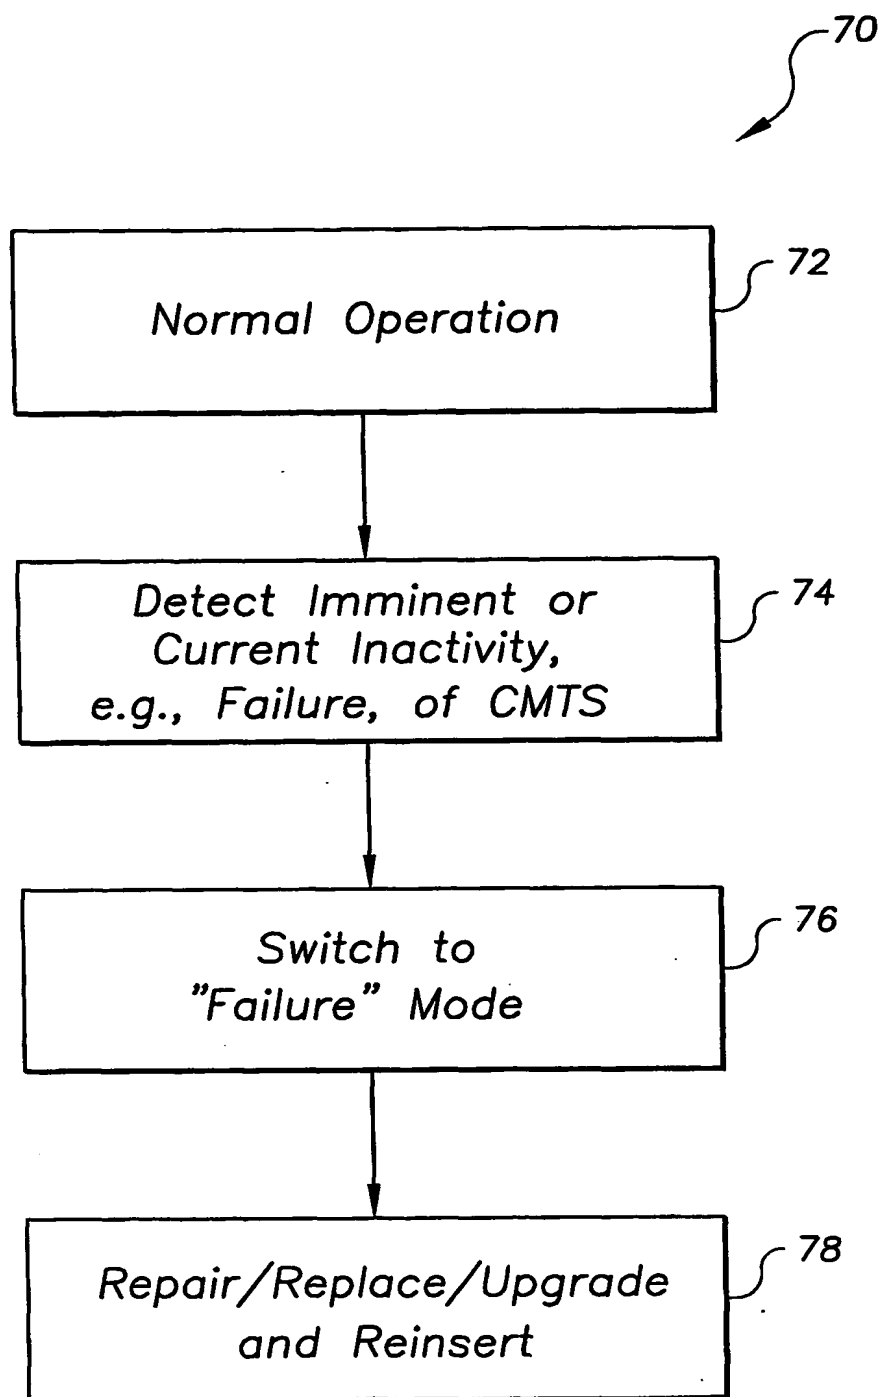 70
72
Normal Operation
74
Detect Imminent or
Current Inactivity,
e.g., Failure, of CMTS
76
Switch to
"Failure" Mode
78
Repair/Replace/Upgrade
and Reinsert